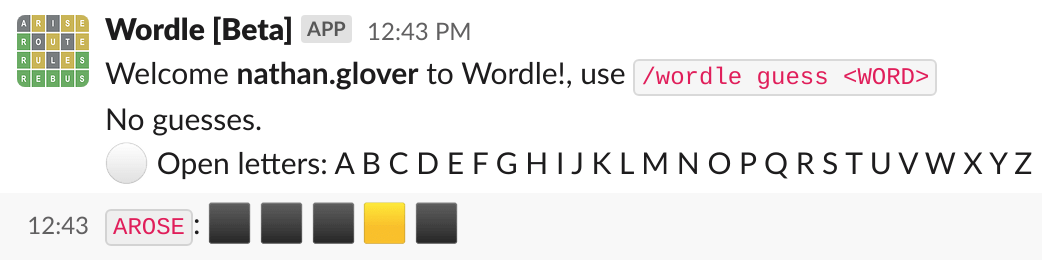 ARISE
ROUTE
RULES
REBUS
Wordle [Beta] APP 12:43 PM
Welcome nathan.glover to Wordle!, use /wordle guess <WORD>
No guesses.
Open letters: A B C D E F G H I J K L M N O P Q R S T U V W X Y Z
12:43 AROSE: